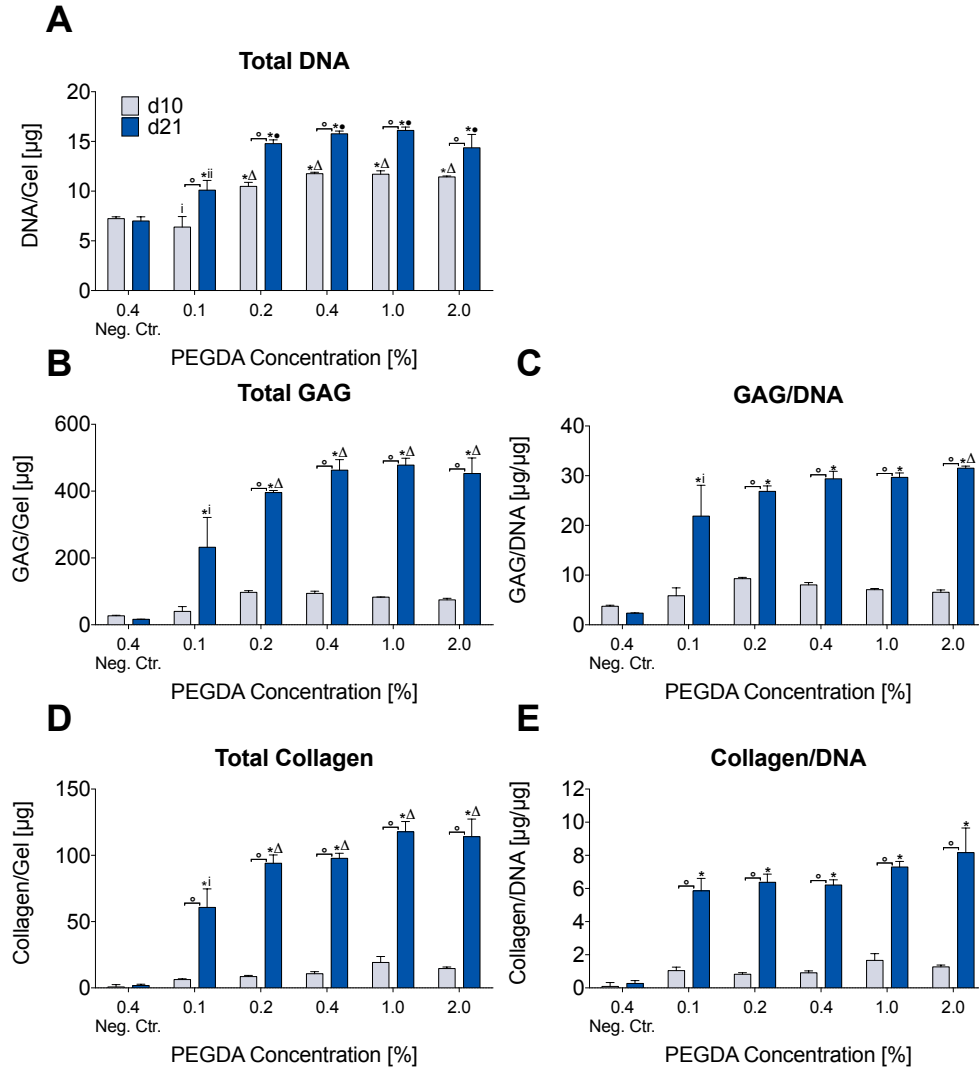 A
Total DNA
20
15
10
5
0
DNA/Gel [µg]
d10
d21
i
° *ii
*Δ
° *●
*Δ
° *●
*Δ
° *●
*Δ
° *●
0.4 0.1 0.2 0.4 1.0 2.0
Neg. Ctr.
PEGDA Concentration [%]
B
Total GAG
600
400
200
0
GAG/Gel [µg]
*i
° *Δ
° *Δ
° *Δ
° *Δ
0.4 0.1 0.2 0.4 1.0 2.0
Neg. Ctr.
PEGDA Concentration [%]
C
GAG/DNA
40
30
20
10
0
GAG/DNA [µg/µg]
*i
° *
° *
° *
° *Δ
0.4 0.1 0.2 0.4 1.0 2.0
Neg. Ctr.
PEGDA Concentration [%]
D
Total Collagen
150
100
50
0
Collagen/Gel [µg]
° *i
° *Δ
° *Δ
° *Δ
° *Δ
0.4 0.1 0.2 0.4 1.0 2.0
Neg. Ctr.
PEGDA Concentration [%]
E
Collagen/DNA
12
10
8
6
4
2
0
Collagen/DNA [µg/µg]
° *
° *
° *
° *
° *
0.4 0.1 0.2 0.4 1.0 2.0
Neg. Ctr.
PEGDA Concentration [%]